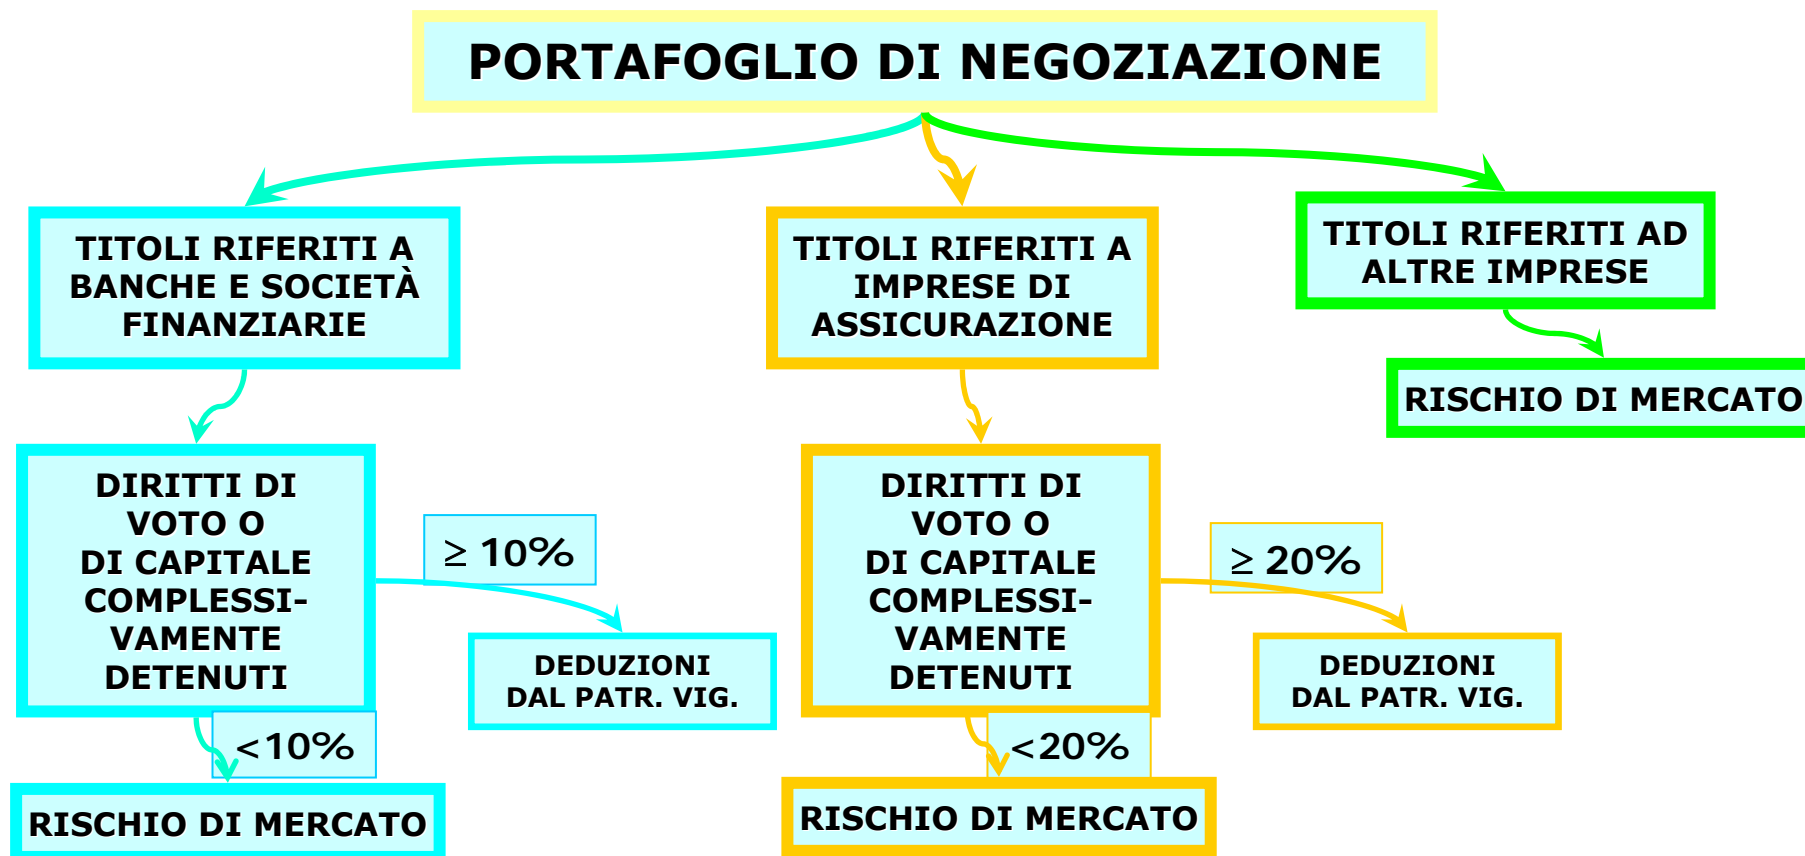 PORTAFOGLIO DI NEGOZIAZIONE
TITOLI RIFERITI A
BANCHE E SOCIETÀ
FINANZIARIE
TITOLI RIFERITI A
IMPRESE DI
ASSICURAZIONE
TITOLI RIFERITI AD
ALTRE IMPRESE
RISCHIO DI MERCATO
DIRITTI DI
VOTO O
DI CAPITALE
COMPLESSI-
VAMENTE
DETENUTI
≥ 10%
DEDUZIONI
DAL PATR. VIG.
<10%
RISCHIO DI MERCATO
DIRITTI DI
VOTO O
DI CAPITALE
COMPLESSI-
VAMENTE
DETENUTI
≥ 20%
DEDUZIONI
DAL PATR. VIG.
<20%
RISCHIO DI MERCATO